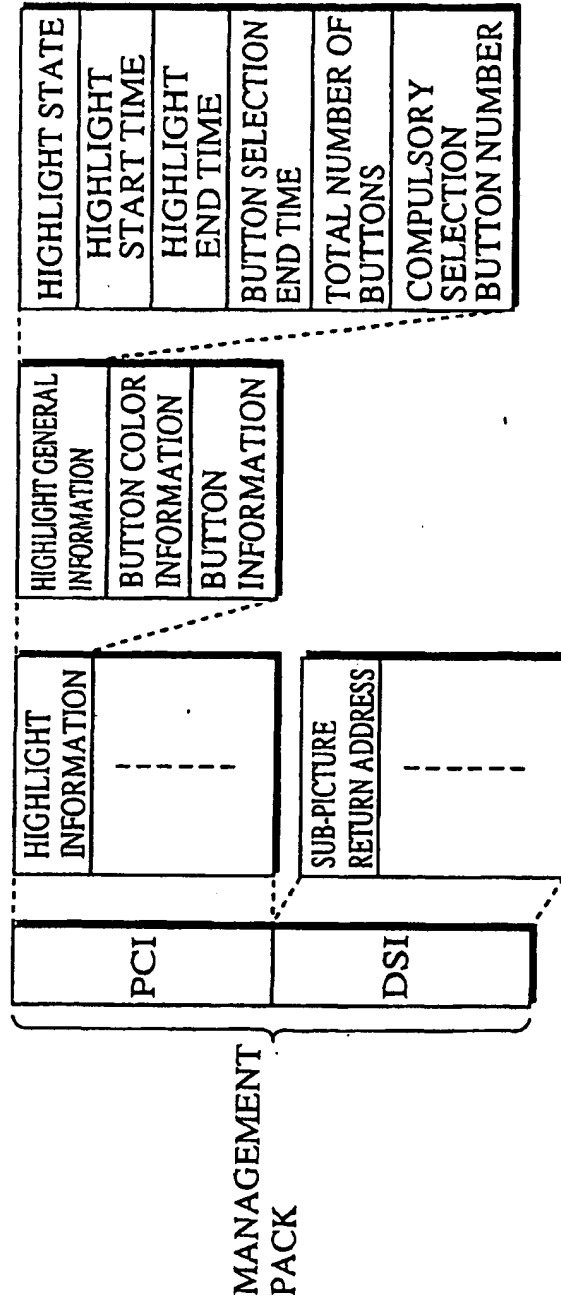 MANAGEMENT
PACK
PCI
DSI
HIGHLIGHT
INFORMATION
SUB-PICTURE
RETURN ADDRESS
HIGHLIGHT GENERAL
INFORMATION
BUTTON COLOR
INFORMATION
BUTTON
INFORMATION
HIGHLIGHT STATE
HIGHLIGHT
START TIME
HIGHLIGHT
END TIME
BUTTON SELECTION
END TIME
TOTAL NUMBER OF
BUTTONS
COMPULSORY
SELECTION
BUTTON NUMBER